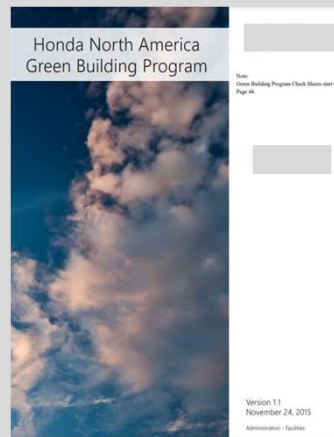 Honda North America
Green Building Program
Note:
Green Building Program Check Sheets start
Page 44.
Version 1.1
November 24, 2015
Administration - Facilities